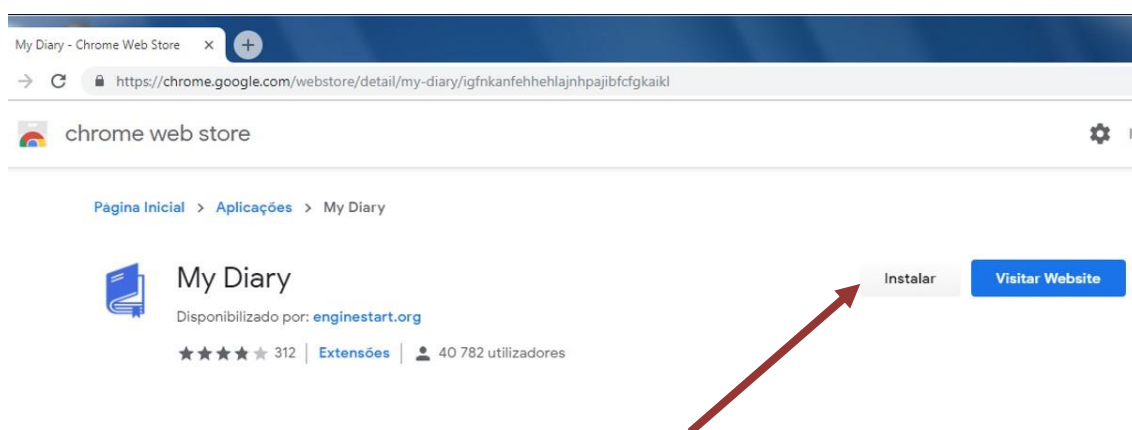 My Diary - Chrome Web Store
https://chrome.google.com/webstore/detail/my-diary/igfnkanfehhehlajnhpajibfcfgkaikl
chrome web store
Página Inicial > Aplicações > My Diary
My Diary
Instalar
Visitar Website
Disponibilizado por: enginestart.org
312 | Extensões | 40 782 utilizadores